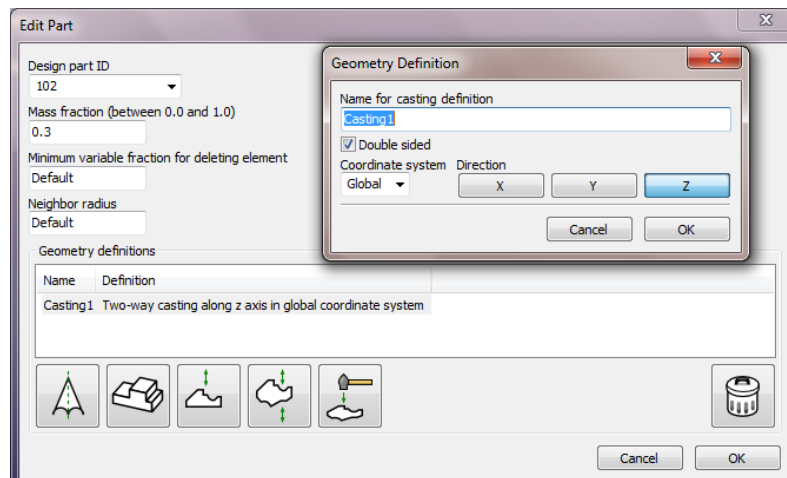 Edit Part
Design part ID
102
Mass fraction (between 0.0 and 1.0)
0.3
Minimum variable fraction for deleting element
Default
Neighbor radius
Default
Geometry Definition
Name for casting definition
Casting1
Double sided
Coordinate system Direction
Global X Y Z
Cancel OK
Geometry definitions
Name Definition
Casting1 Two-way casting along z axis in global coordinate system
Cancel OK